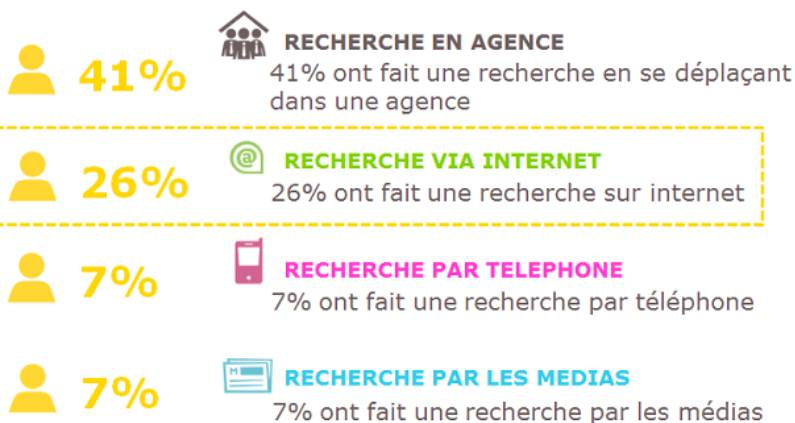 41%
RECHERCHE EN AGENCE
41% ont fait une recherche en se déplaçant
dans une agence
26%
@
RECHERCHE VIA INTERNET
26% ont fait une recherche sur internet
7%
RECHERCHE PAR TELEPHONE
7% ont fait une recherche par téléphone
7%
M
RECHERCHE PAR LES MEDIAS
7% ont fait une recherche par les médias